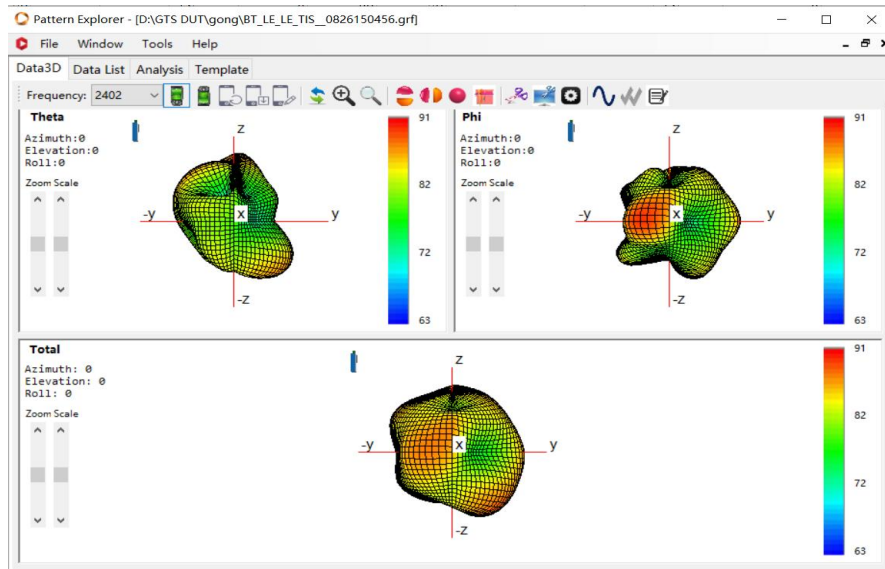 Pattern Explorer - [D:\GTS DUT\gong\BT_LE_LE_TIS__0826150456.grf]
File Window Tools Help
Data3D Data List Analysis Template
Frequency: 2402
Theta
Azimuth:0
Elevation:0
Roll:0
Zoom Scale
z
-y
x
y
-z
91
82
72
63
Phi
Azimuth:0
Elevation:0
Roll:0
Zoom Scale
z
-y
x
y
-z
91
82
72
63
Total
Azimuth: 0
Elevation: 0
Roll: 0
Zoom Scale
z
-y
x
y
-z
91
82
72
63